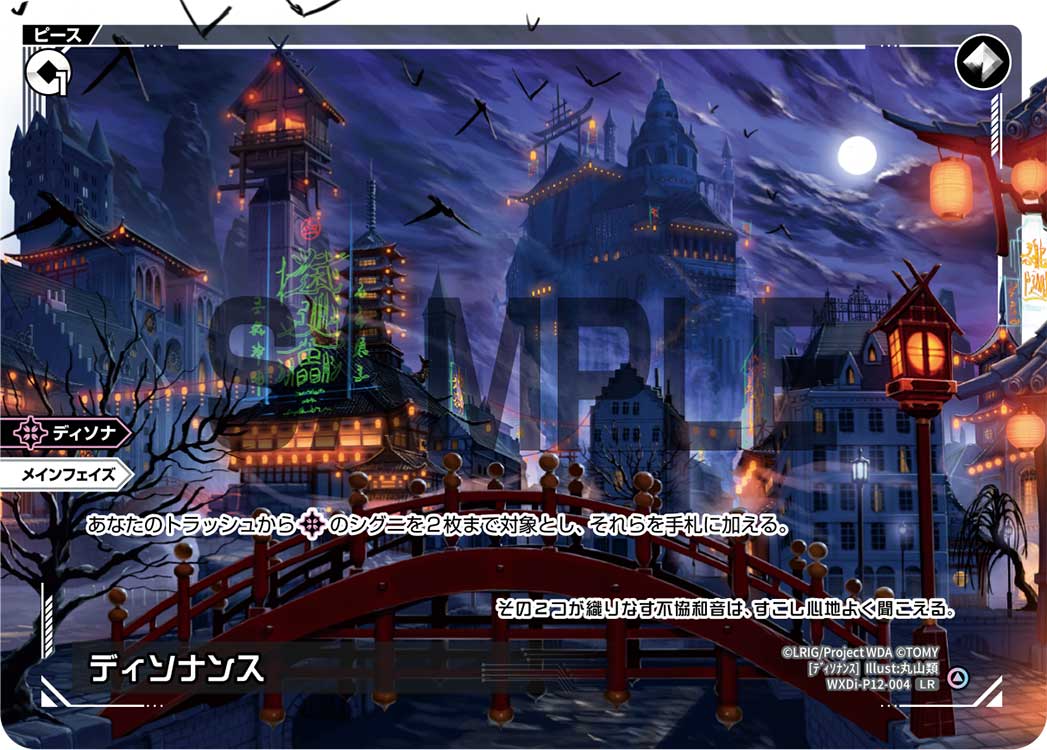 ピース
1
SAMPLE
ディソナ
メインフェイズ
あなたのトラッシュから のシグニを2枚まで対象とし、それらを手札に加える。
その2つが織りなす不協和音は、すこし心地よく聞こえる。
ディソナンス
©LRIG/ProjectWDA ©TOMY
[ディソナンス] Illust:丸山類
WXDi-P12-004 LR